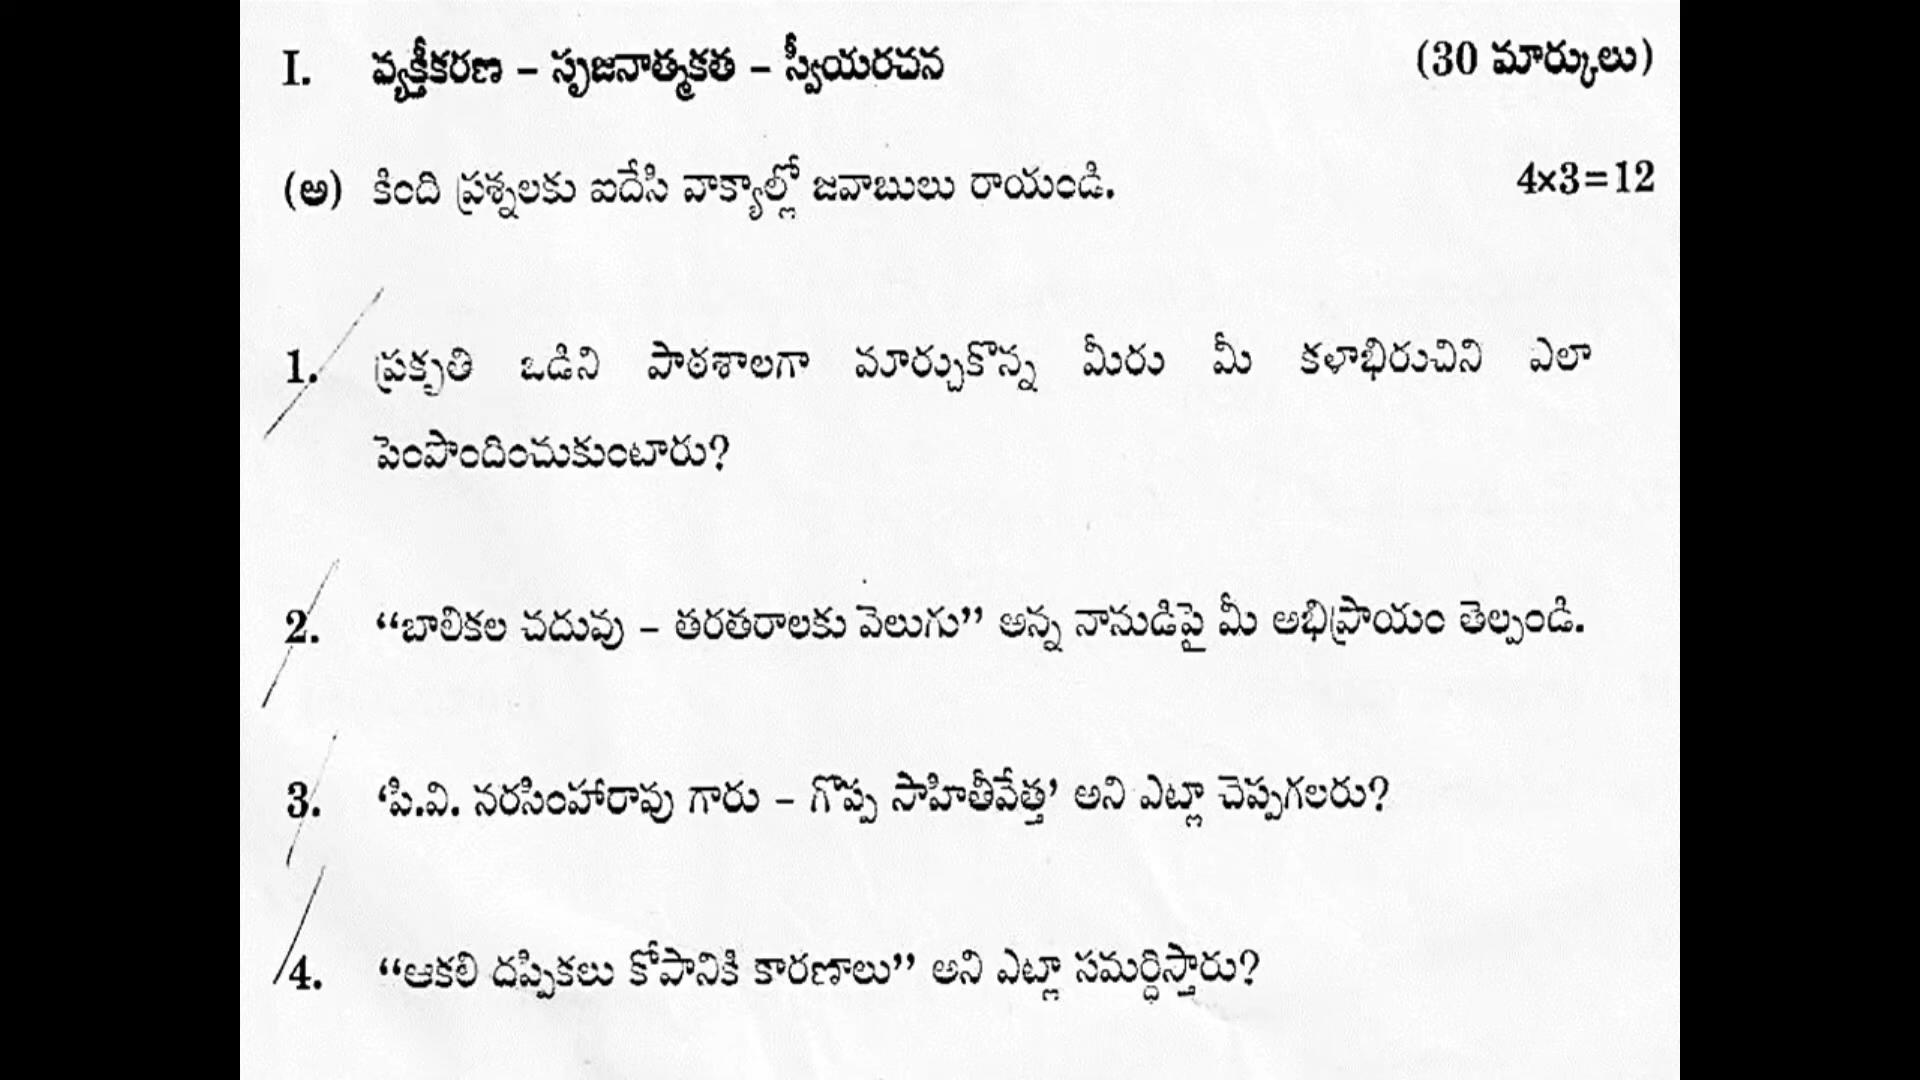 I. వ్యక్తీకరణ – సృజనాత్మకత – స్వీయరచన (30 మార్కులు)
(అ) కింది ప్రశ్నలకు ఐదేసి వాక్యాల్లో జవాబులు రాయండి. 4×3=12
1. ప్రకృతి ఒడిని పాఠశాలగా మార్చుకొన్న మీరు మీ కళాభిరుచిని ఎలా
పెంపొందించుకుంటారు?
2. “బాలికల చదువు – తరతరాలకు వెలుగు” అన్న నానుడిపై మీ అభిప్రాయం తెల్పండి.
3. ‘పి.వి. నరసింహారావు గారు – గొప్ప సాహితీవేత్త’ అని ఎట్లా చెప్పగలరు?
4. “ఆకలి దప్పికలు కోపానికి కారణాలు” అని ఎట్లా సమర్ధిస్తారు?